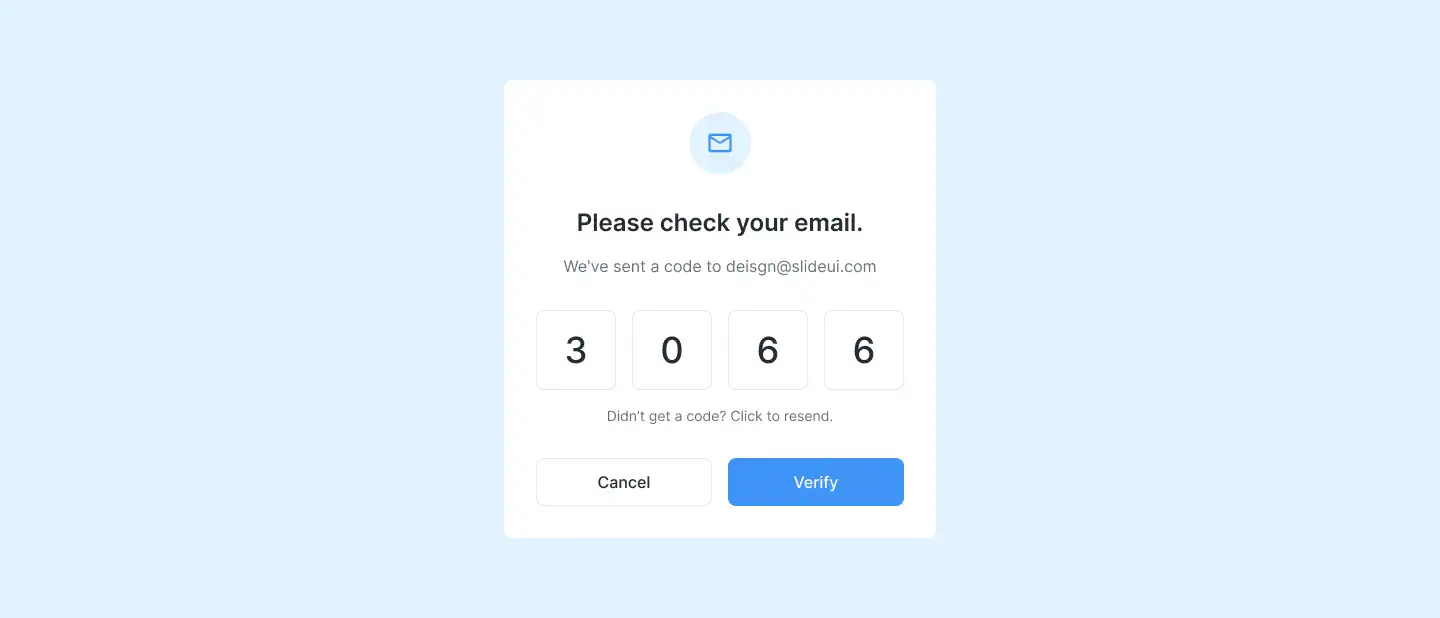 Please check your email.
We've sent a code to deisgn@slideui.com
3 0 6 6
Didn’t get a code? Click to resend.
Cancel Verify